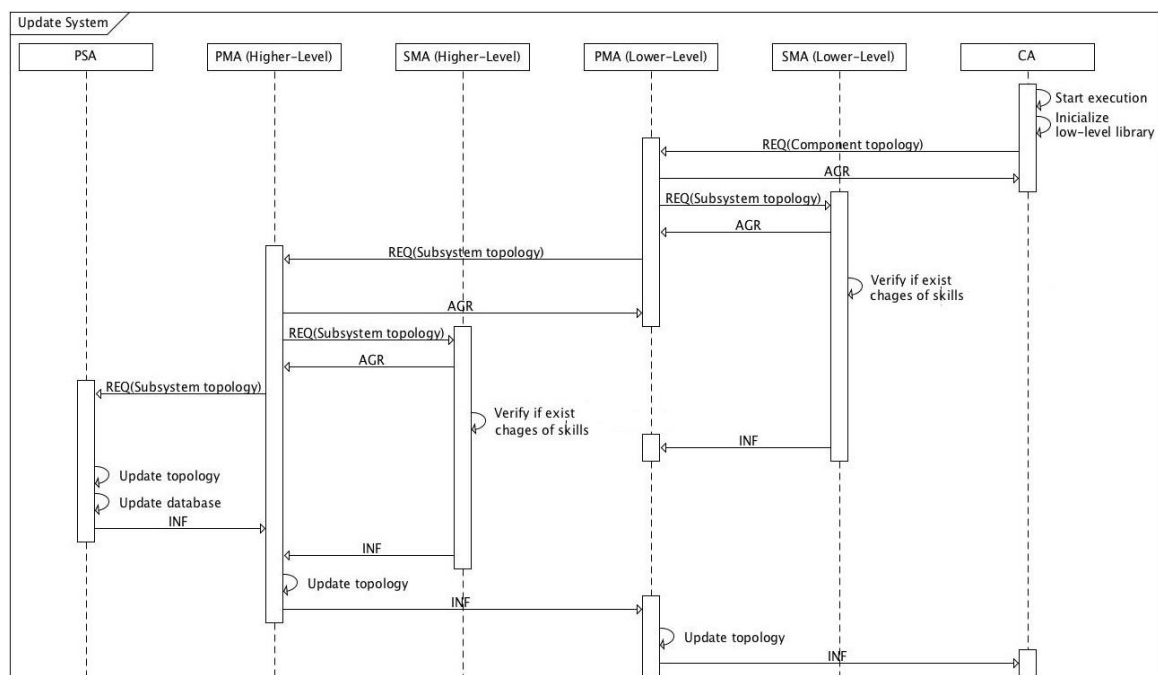 Update System
PSA
PMA (Higher-Level)
SMA (Higher-Level)
PMA (Lower-Level)
SMA (Lower-Level)
CA
Start execution
Inicialize
low-level library
REQ(Component topology)
AGR
REQ(Subsystem topology)
AGR
REQ(Subsystem topology)
Verify if exist
chages of skills
AGR
REQ(Subsystem topology)
AGR
REQ(Subsystem topology)
Verify if exist
chages of skills
INF
Update topology
Update database
INF
INF
Update topology
INF
Update topology
INF